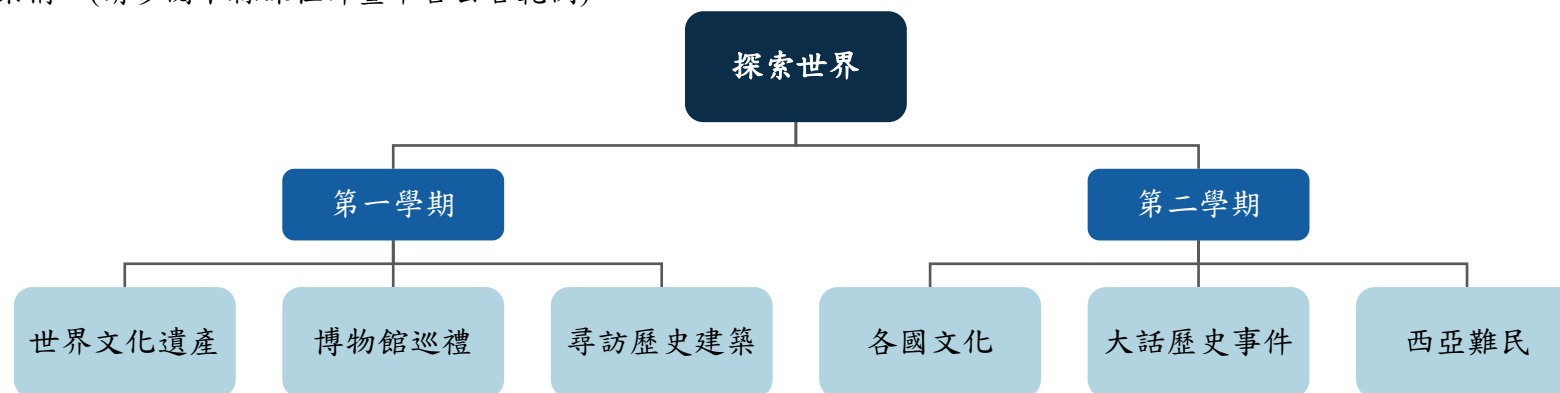 探索世界
第一學期
第二學期
世界文化遺產
博物館巡禮
尋訪歷史建築
各國文化
大話歷史事件
西亞難民